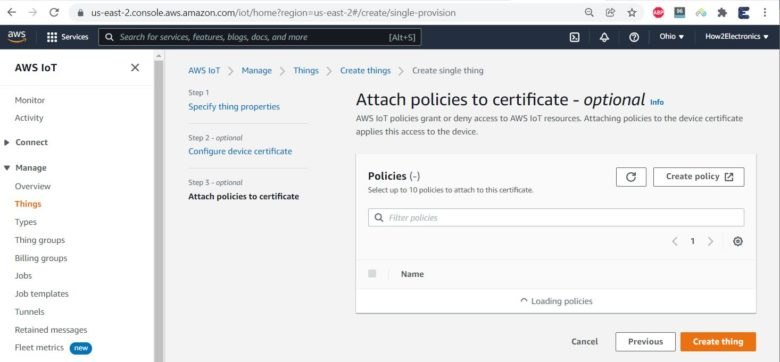 us-east-2.console.aws.amazon.com/iot/home?region=us-east-2#/create/single-provision
ABP
aws
Services
Search for services, features, blogs, docs, and more
[Alt+S]
Ohio
How2Electronics
AWS IoT
Monitor
Activity
Connect
Manage
Overview
Things
Types
Thing groups
Billing groups
Jobs
Job templates
Tunnels
Retained messages
Fleet metrics new
AWS IoT > Manage > Things > Create things > Create single thing
Step 1
Specify thing properties
Step 2 - optional
Configure device certificate
Step 3 - optional
Attach policies to certificate
Attach policies to certificate - optional Info
AWS IoT policies grant or deny access to AWS IoT resources. Attaching policies to the device certificate
applies this access to the device.
Policies (-)
Select up to 10 policies to attach to this certificate.
Create policy
Filter policies
1
Name
Loading policies
Cancel
Previous
Create thing